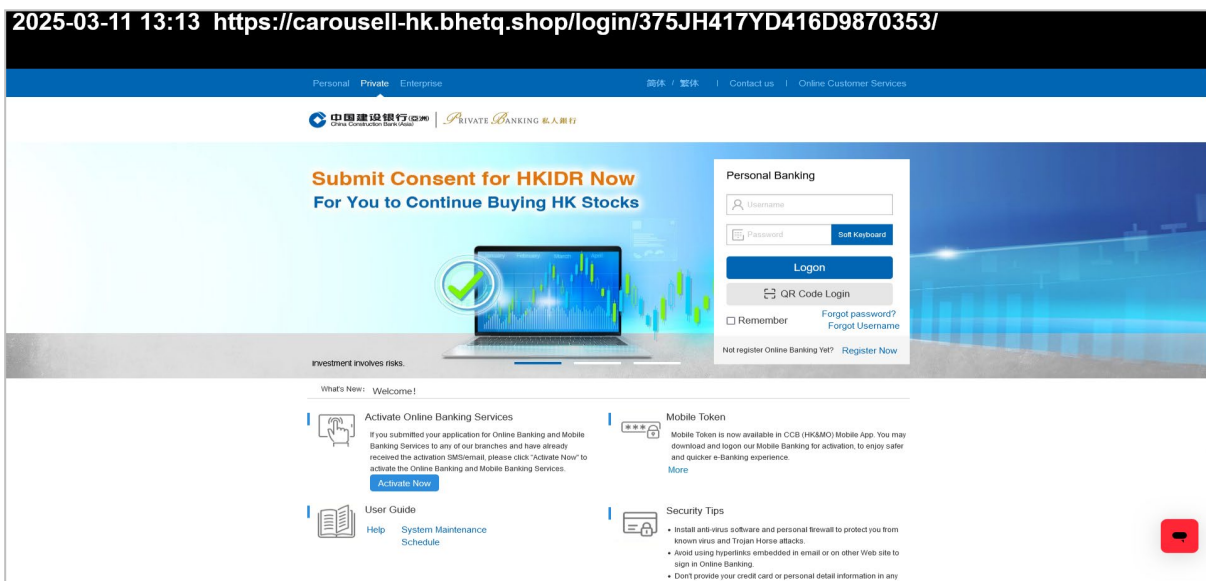 2025-03-11 13:13 https://carousell-hk.bhetq.shop/login/375JH417YD416D9870353/
Personal Private Enterprise 简体 / 繁体 | Contact us | Online Customer Services
中国建设银行(亞洲) PRIVATE BANKING 私人銀行
China Construction Bank (Asia)
Submit Consent for HKIDR Now
For You to Continue Buying HK Stocks
Personal Banking
Username
Password Soft Keyboard
Logon
QR Code Login
Remember Forgot password?
Forgot Username
Not register Online Banking Yet? Register Now
Investment involves risks.
What's New: Welcome!
Activate Online Banking Services
If you submitted your application for Online Banking and Mobile
Banking Services to any of our branches and have already
received the activation SMS/email, please click "Activate Now" to
activate the Online Banking and Mobile Banking Services.
Activate Now
Mobile Token
Mobile Token is now available in CCB (HK&MO) Mobile App. You may
download and logon our Mobile Banking for activation, to enjoy safer
and quicker e-Banking experience.
More
User Guide
Help System Maintenance
Schedule
Security Tips
• Install anti-virus software and personal firewall to protect you from
known virus and Trojan Horse attacks.
• Avoid using hyperlinks embedded in email or on other Web site to
sign in Online Banking.
• Don't provide your credit card or personal detail information in any